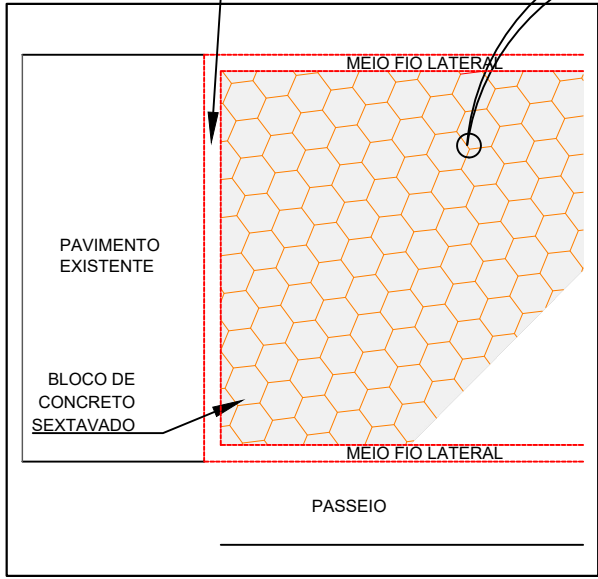 MEIO FIO LATERAL
PAVIMENTO
EXISTENTE
BLOCO DE
CONCRETO
SEXTAVADO
MEIO FIO LATERAL
PASSEIO